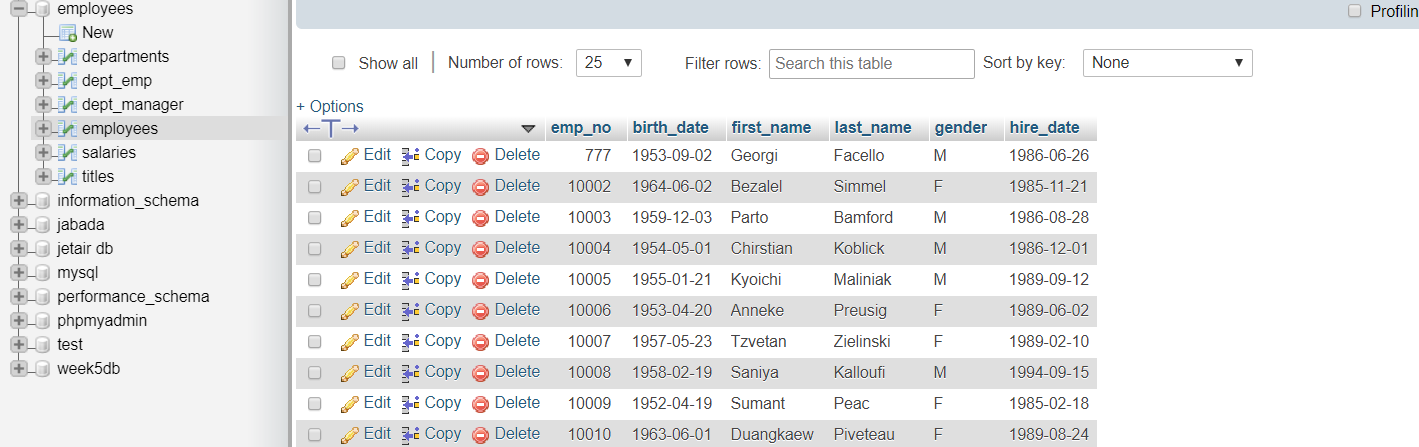 employees
New
departments
dept_emp
dept_manager
employees
salaries
titles
information_schema
jabada
jetair db
mysql
performance_schema
phpmyadmin
test
week5db
Profilin
Show all Number of rows: 25 Filter rows: Search this table Sort by key: None
+ Options
emp_no birth_date first_name last_name gender hire_date
Edit Copy Delete 777 1953-09-02 Georgi Facello M 1986-06-26
Edit Copy Delete 10002 1964-06-02 Bezalel Simmel F 1985-11-21
Edit Copy Delete 10003 1959-12-03 Parto Bamford M 1986-08-28
Edit Copy Delete 10004 1954-05-01 Chirstian Koblick M 1986-12-01
Edit Copy Delete 10005 1955-01-21 Kyoichi Maliniak M 1989-09-12
Edit Copy Delete 10006 1953-04-20 Anneke Preusig F 1989-06-02
Edit Copy Delete 10007 1957-05-23 Tzvetan Zielinski F 1989-02-10
Edit Copy Delete 10008 1958-02-19 Saniya Kalloufi M 1994-09-15
Edit Copy Delete 10009 1952-04-19 Sumant Peac F 1985-02-18
Edit Copy Delete 10010 1963-06-01 Duangkaew Piveteau F 1989-08-24